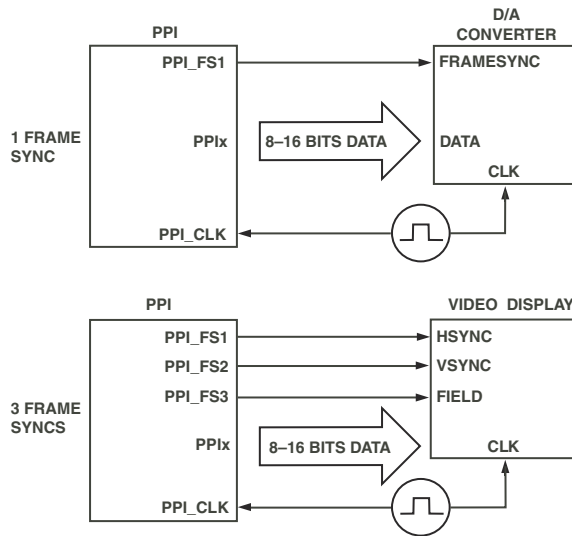 PPI
D/A
CONVERTER
PPI_FS1
FRAMESYNC
1 FRAME
SYNC
PPIx
8–16 BITS DATA
DATA
CLK
PPI_CLK
PPI
VIDEO DISPLAY
PPI_FS1
HSYNC
PPI_FS2
VSYNC
PPI_FS3
FIELD
3 FRAME
SYNCS
PPIx
8–16 BITS DATA
CLK
PPI_CLK